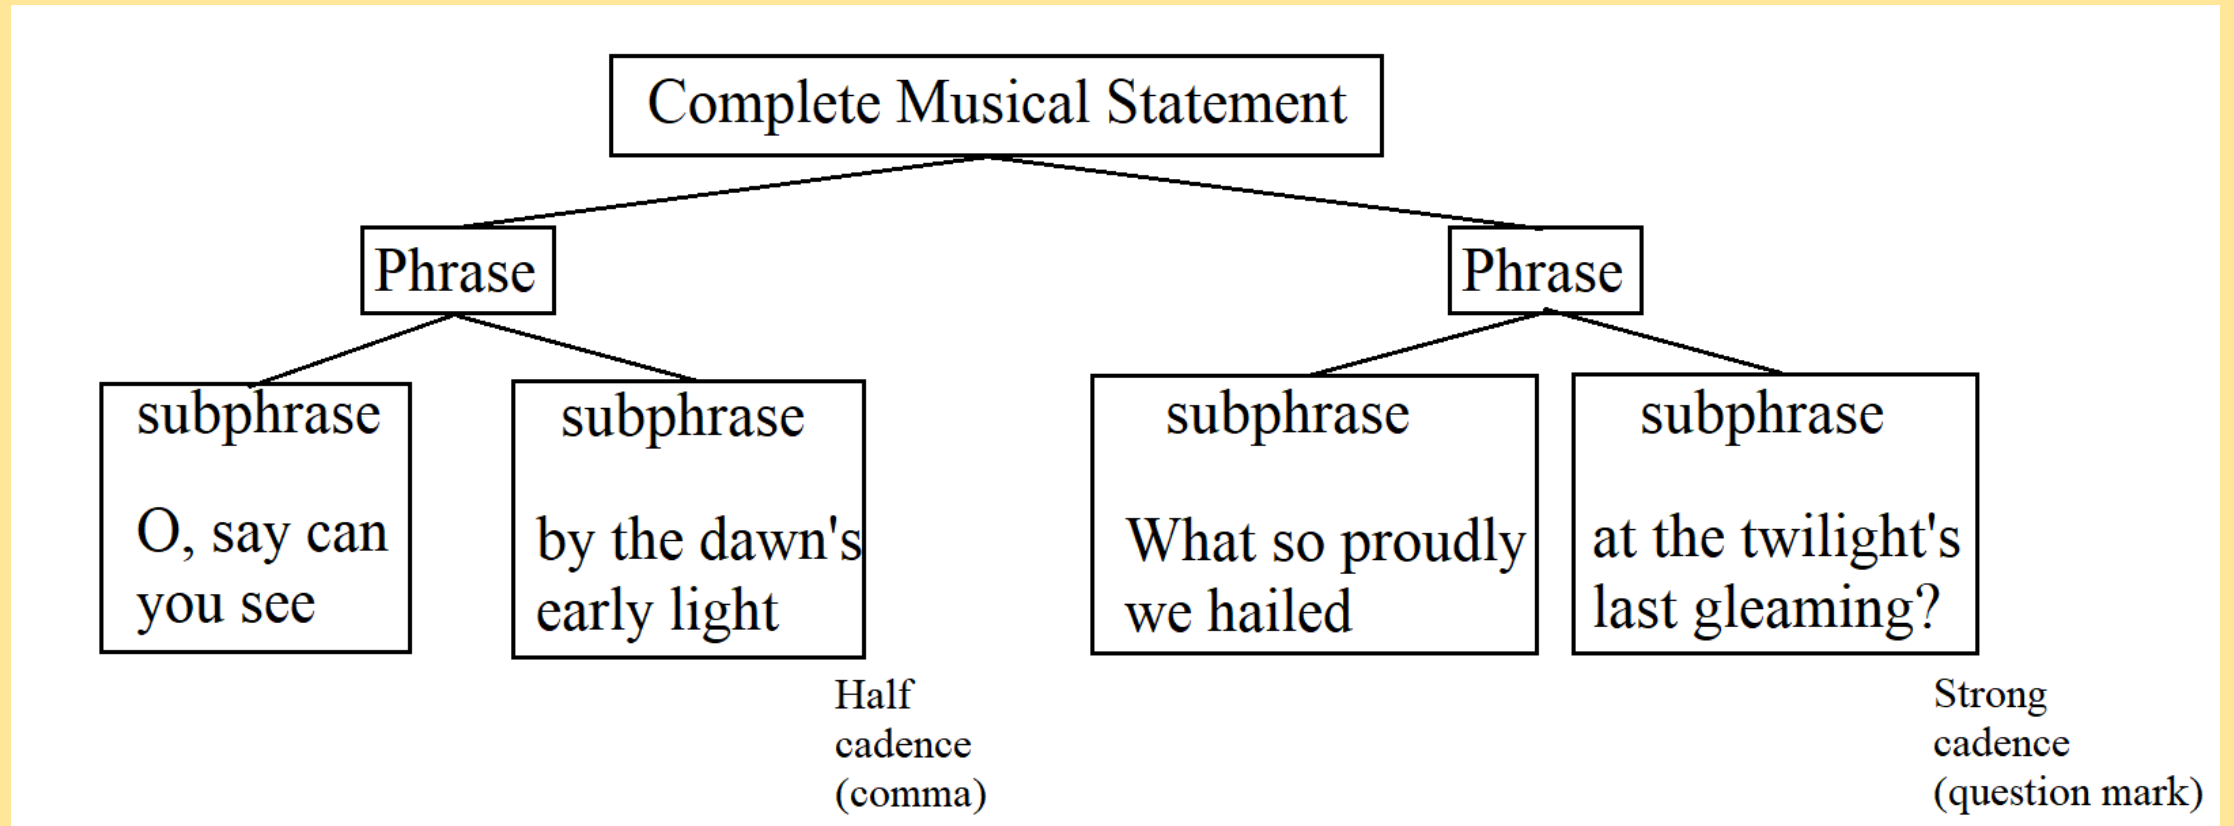 Complete Musical Statement
Phrase
Phrase
subphrase
O, say can
you see
subphrase
by the dawn's
early light
subphrase
What so proudly
we hailed
subphrase
at the twilight's
last gleaming?
Half
cadence
(comma)
Strong
cadence
(question mark)